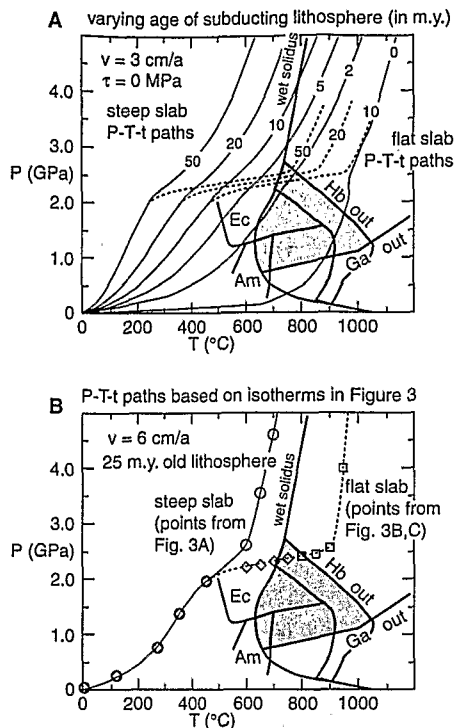 A varying age of subducting lithosphere (in m.y.)
v = 3 cm/a
τ = 0 MPa
steep slab
P-T-t paths
wet solidus
0
2
5
10
20
50
10
20
50
flat slab
P-T-t paths
Hb out
Ga out
Ec
Am
P (GPa)
4.0
3.0
2.0
1.0
0
0 200 400 600 800 1000
T (°C)
B P-T-t paths based on isotherms in Figure 3
v = 6 cm/a
25 m.y. old lithosphere
steep slab
(points from
Fig. 3A)
wet solidus
flat slab
(points from
Fig. 3B,C)
Hb out
Ga out
Ec
Am
P (GPa)
4.0
3.0
2.0
1.0
0
0 200 400 600 800 1000
T (°C)